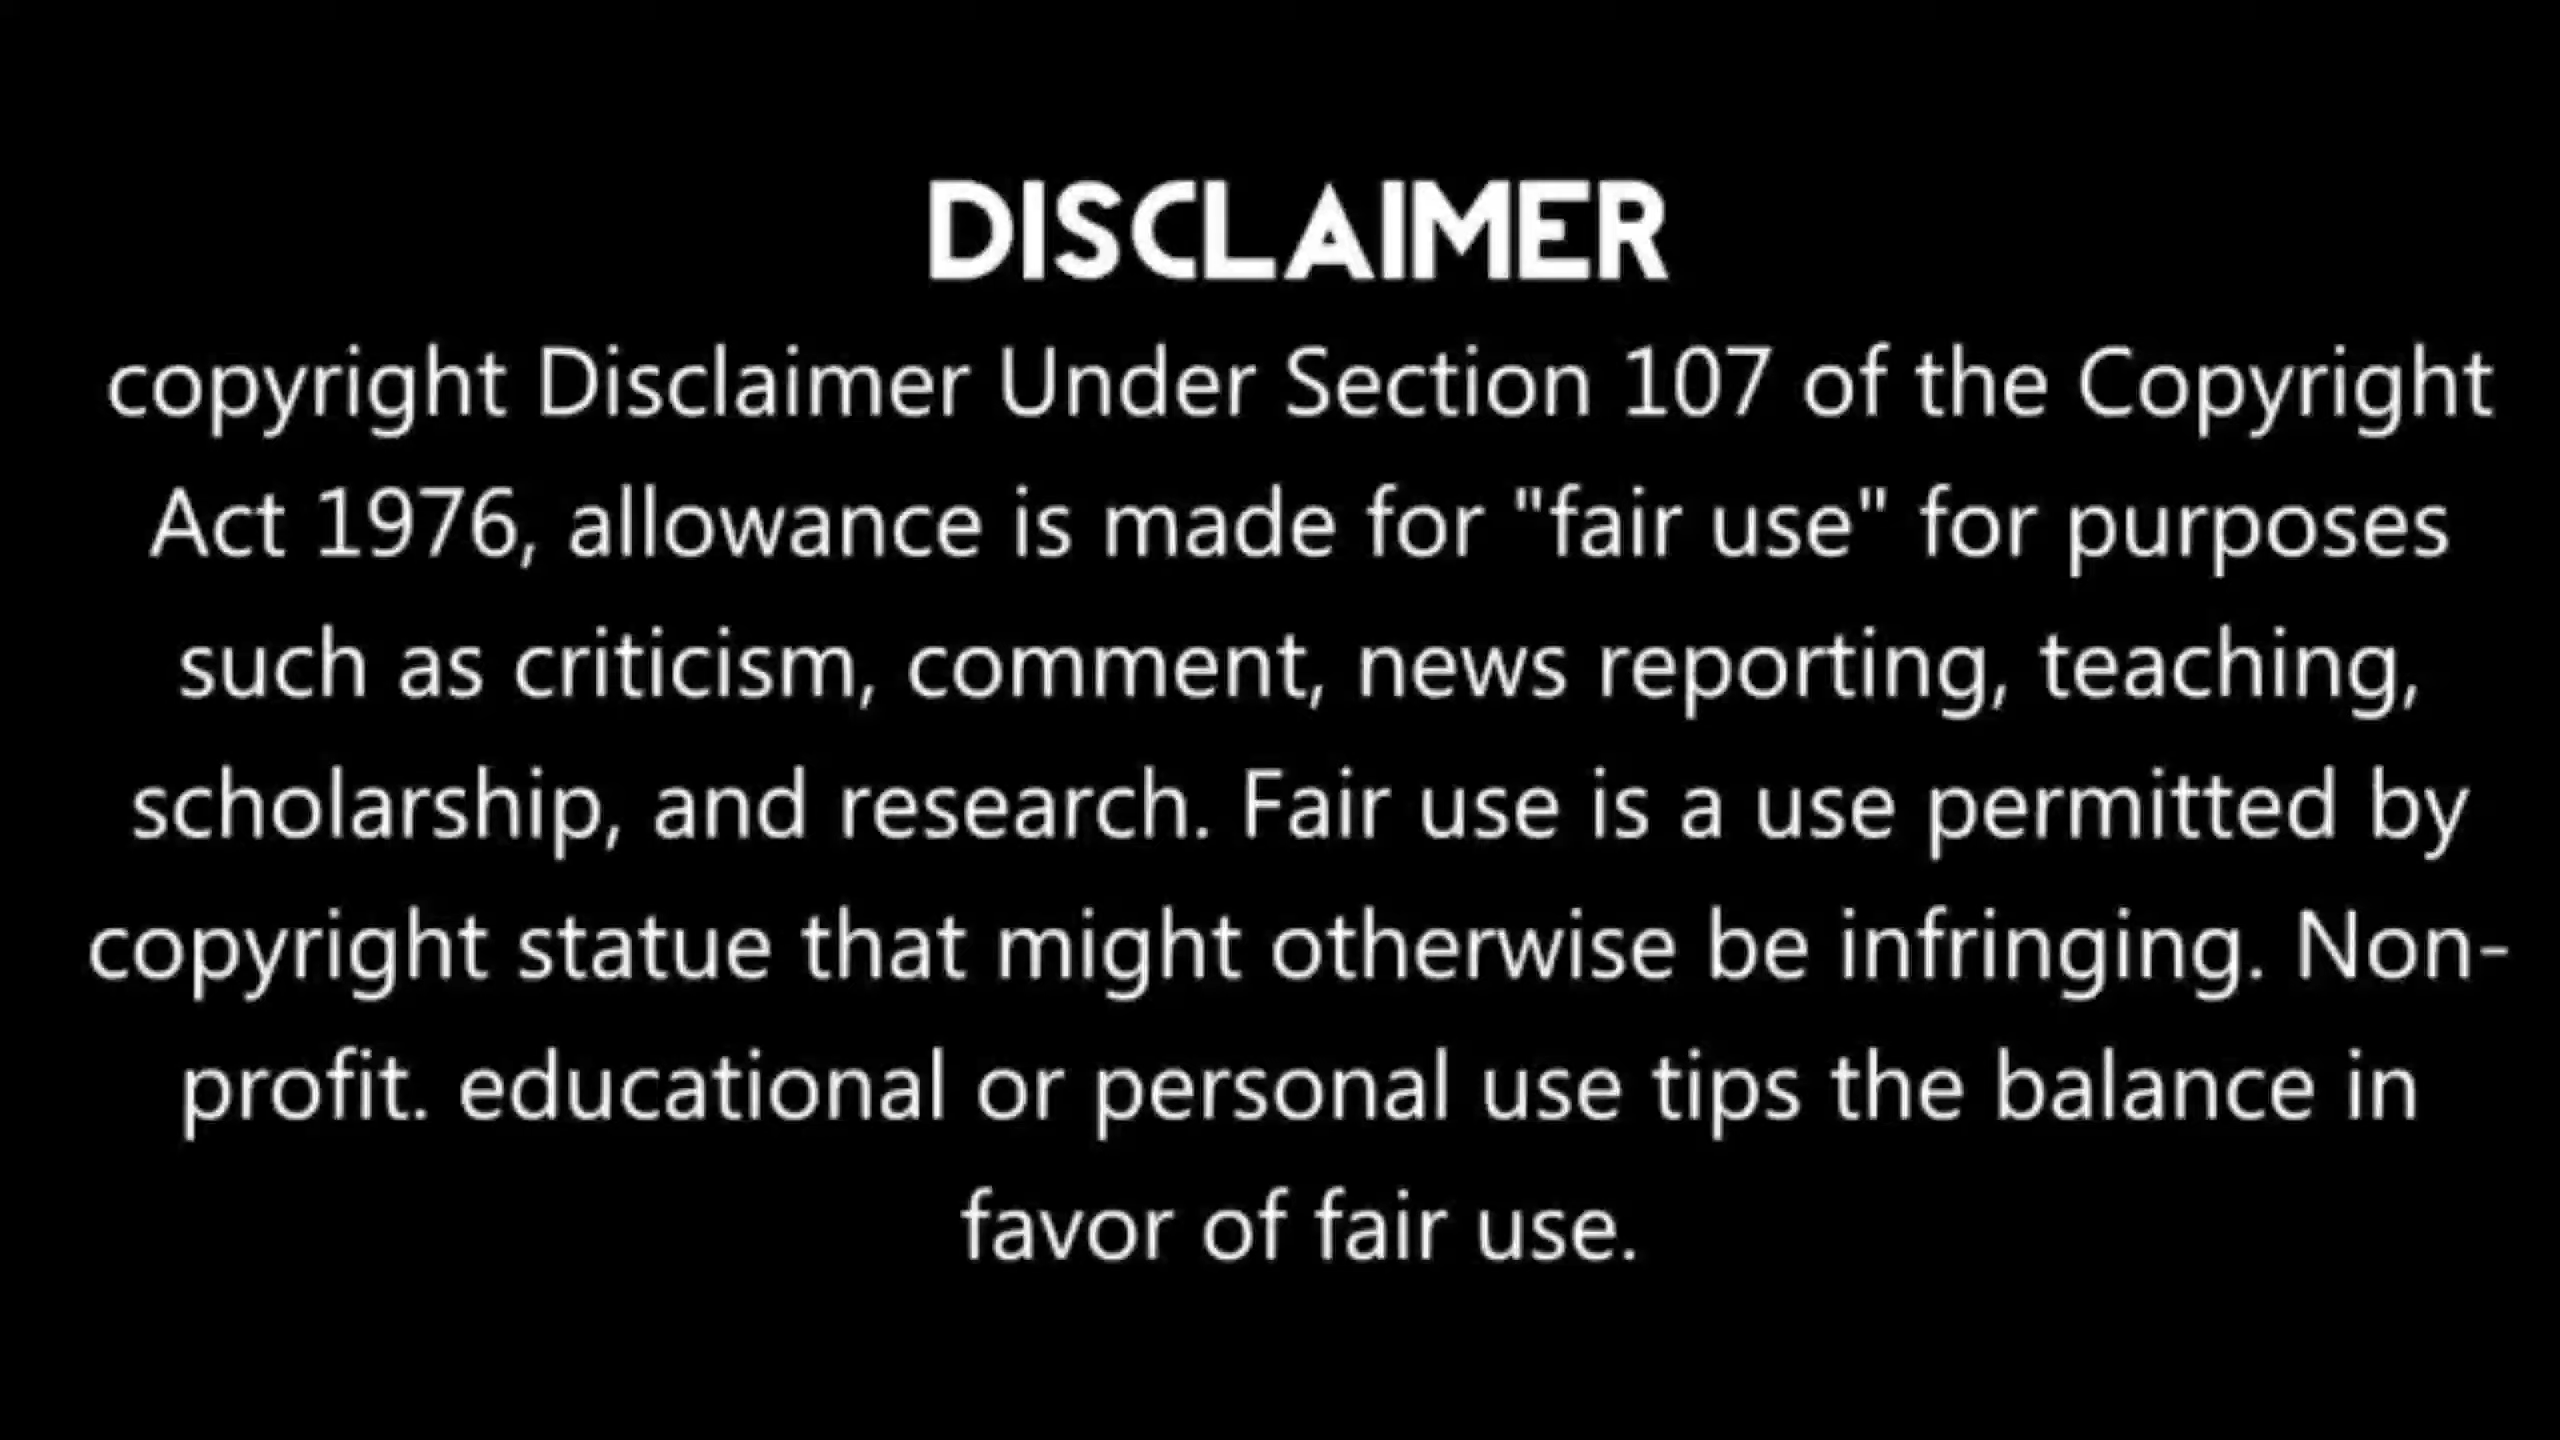 DISCLAIMER
copyright Disclaimer Under Section 107 of the Copyright
Act 1976, allowance is made for "fair use" for purposes
such as criticism, comment, news reporting, teaching,
scholarship, and research. Fair use is a use permitted by
copyright statue that might otherwise be infringing. Non-
profit. educational or personal use tips the balance in
favor of fair use.